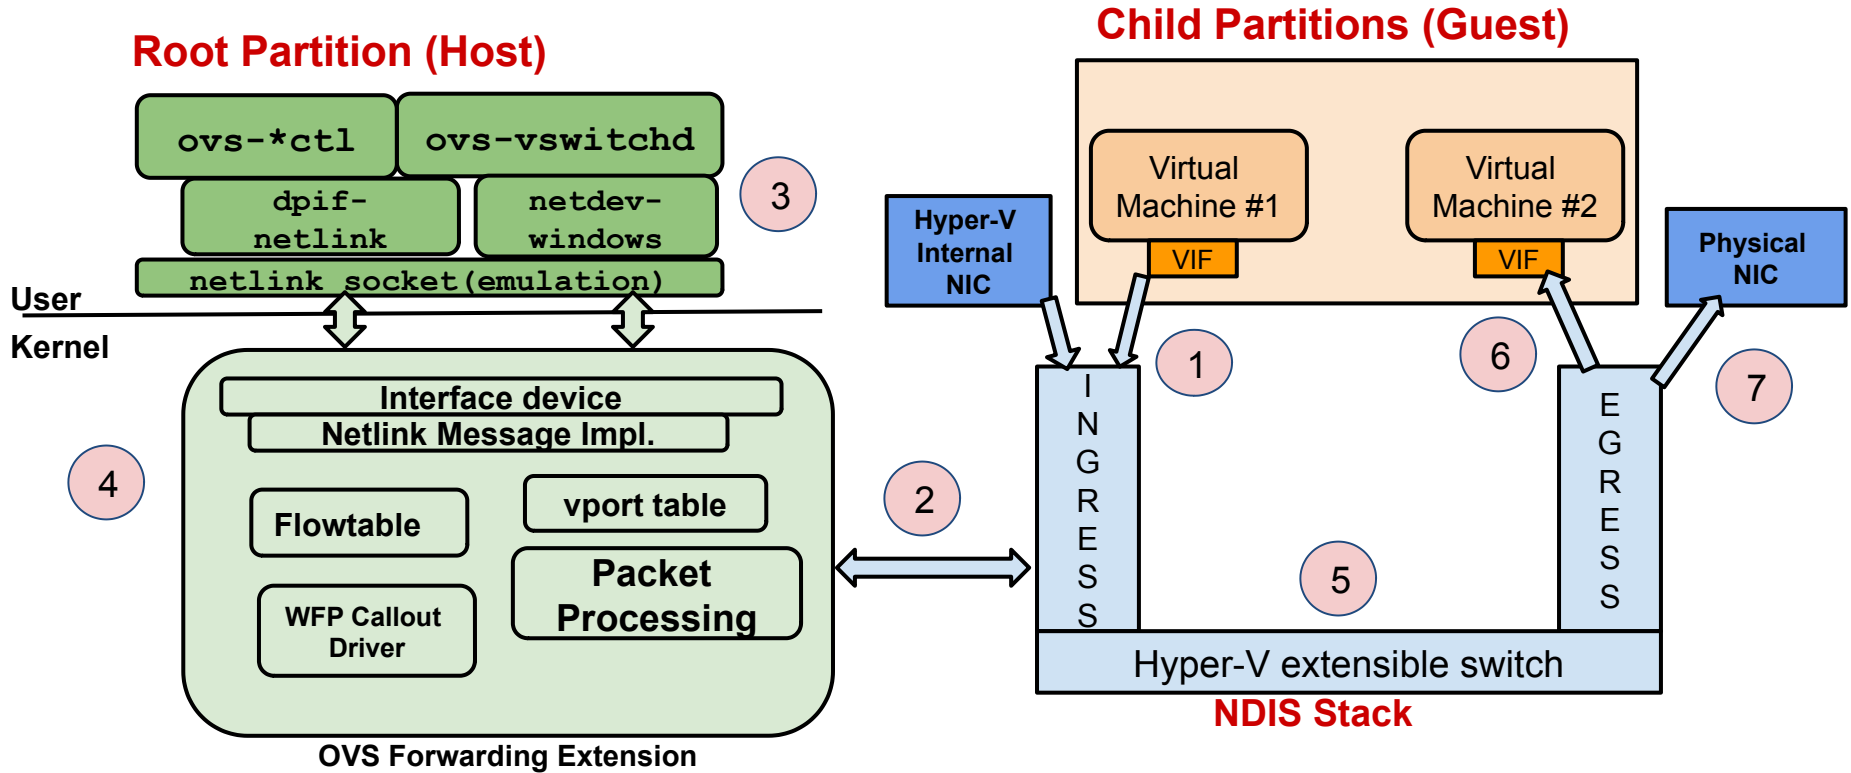 Root Partition (Host)
Child Partitions (Guest)
ovs-*ctl
ovs-vswitchd
dpif-
netlink
netdev-
windows
3
netlink socket(emulation)
User
Kernel
Interface device
Netlink Message Impl.
4
Flowtable
vport table
WFP Callout
Driver
Packet
Processing
OVS Forwarding Extension
2
Hyper-V
Internal
NIC
Virtual
Machine #1
VIF
Virtual
Machine #2
VIF
Physical
NIC
1
6
7
INGRESS
5
EGRESS
Hyper-V extensible switch
NDIS Stack